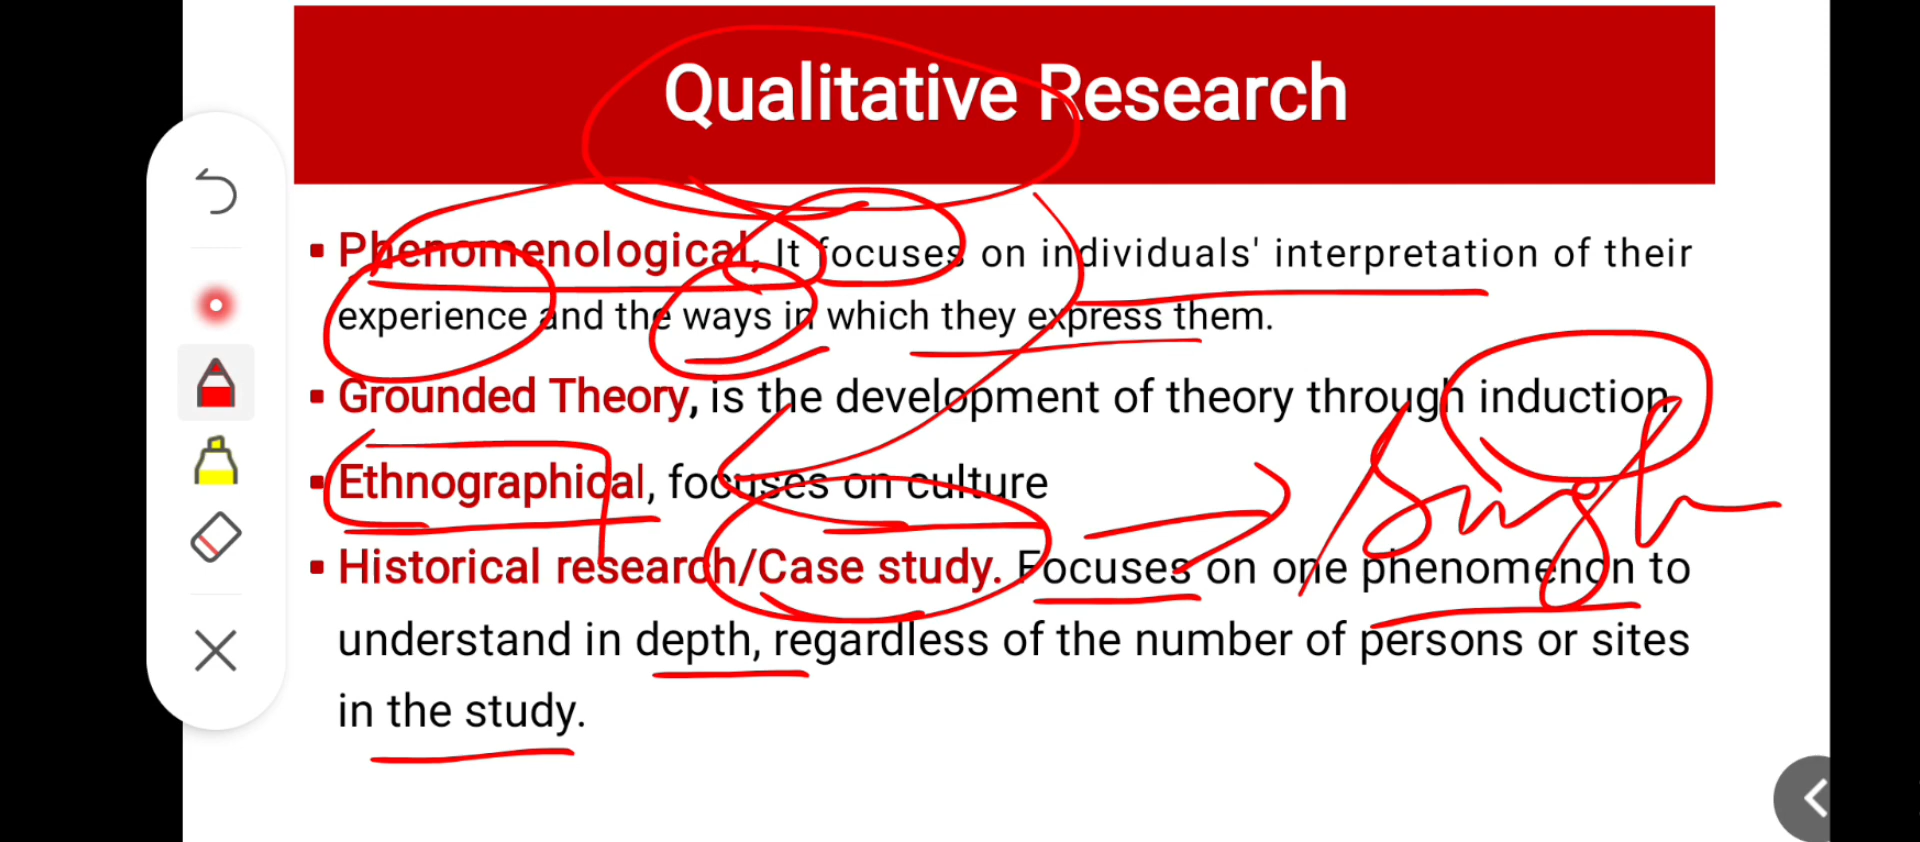 Qualitative Research
▪ Phenomenological, It focuses on individuals' interpretation of their
experience and the ways in which they express them.
▪ Grounded Theory, is the development of theory through induction
▪ Ethnographical, focuses on culture
Single
▪ Historical research/Case study. Focuses on one phenomenon to
understand in depth, regardless of the number of persons or sites
in the study.